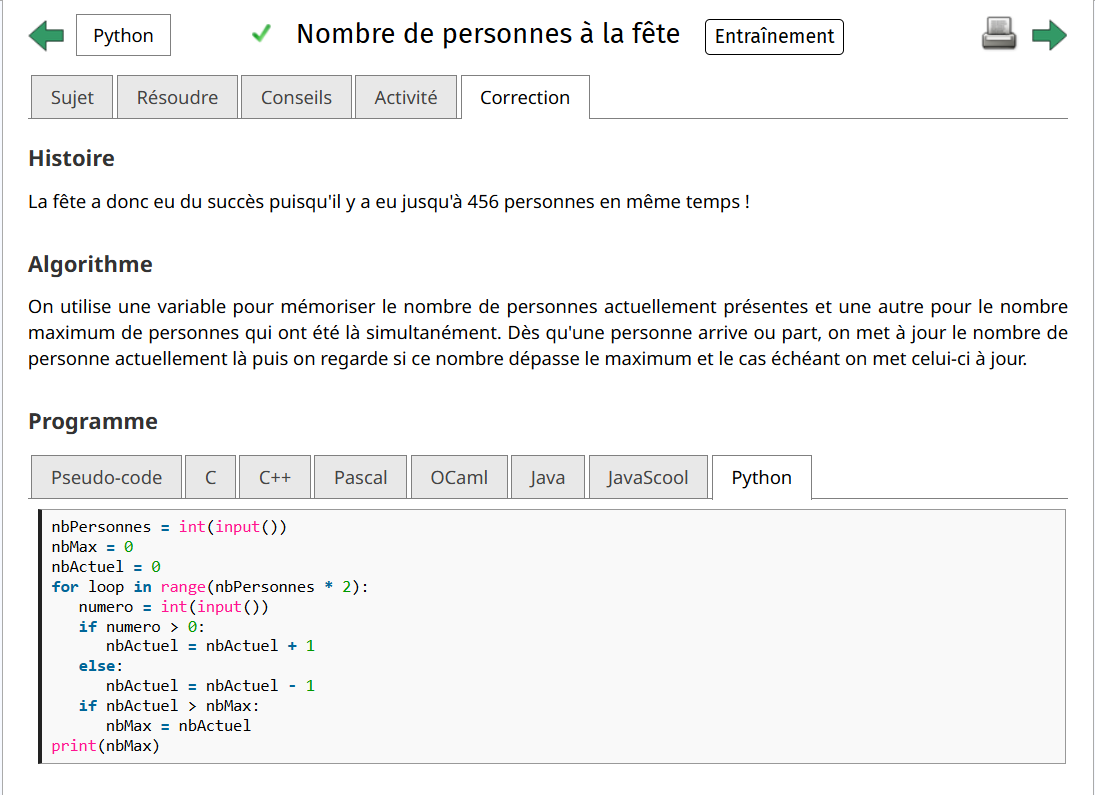 Python
Nombre de personnes à la fête
Entraînement
Sujet
Résoudre
Conseils
Activité
Correction
Histoire
La fête a donc eu du succès puisqu'il y a eu jusqu'à 456 personnes en même temps !
Algorithme
On utilise une variable pour mémoriser le nombre de personnes actuellement présentes et une autre pour le nombre
maximum de personnes qui ont été là simultanément. Dès qu'une personne arrive ou part, on met à jour le nombre de
personne actuellement là puis on regarde si ce nombre dépasse le maximum et le cas échéant on met celui-ci à jour.
Programme
Pseudo-code
C
C++
Pascal
OCaml
Java
JavaScool
Python
nbPersonnes = int(input())
nbMax = 0
nbActuel = 0
for loop in range(nbPersonnes * 2):
   numero = int(input())
   if numero > 0:
      nbActuel = nbActuel + 1
   else:
      nbActuel = nbActuel - 1
   if nbActuel > nbMax:
      nbMax = nbActuel
print(nbMax)